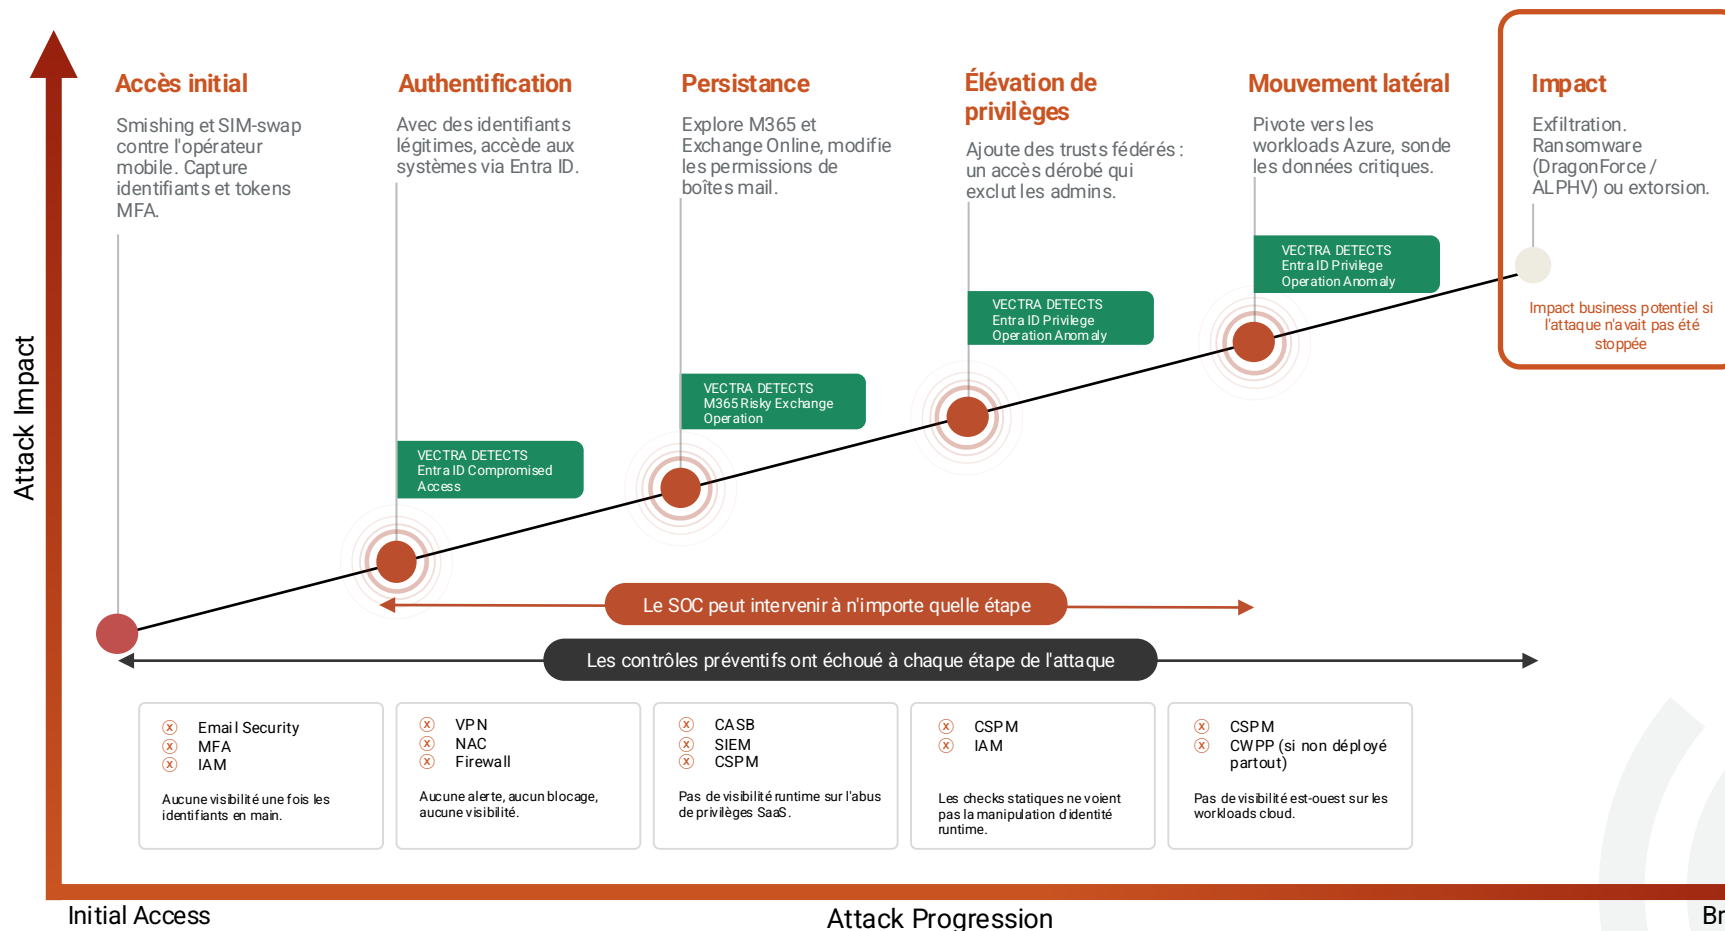 Accès initial
Smishing et SIM-swap
contre l'opérateur
mobile. Capture
identifiants et tokens
MFA.
Authentification
Avec des identifiants
légitimes, accède aux
systèmes via Entra ID.
Persistance
Explore M365 et
Exchange Online, modifie
les permissions de
boîtes mail.
Élévation de
privilèges
Ajoute des trusts fédérés :
un accès dérobé qui
exclut les admins.
Mouvement latéral
Pivote vers les
workloads Azure, sonde
les données critiques.
Impact
Exfiltration.
Ransomware
(DragonForce /
ALPHV) ou extorsion.
VECTRA DETECTS
Entra ID Privilege
Operation Anomaly
VECTRA DETECTS
Entra ID Privilege
Operation Anomaly
Impact business potentiel si
l'attaque n'avait pas été
stoppée
VECTRA DETECTS
M365 Risky Exchange
Operation
VECTRA DETECTS
Entra ID Compromised
Access
Attack Impact
Le SOC peut intervenir à n'importe quelle étape
Les contrôles préventifs ont échoué à chaque étape de l'attaque
Email Security
MFA
IAM
Aucune visibilité une fois les
identifiants en main.
VPN
NAC
Firewall
Aucune alerte, aucun blocage,
aucune visibilité.
CASB
SIEM
CSPM
Pas de visibilité runtime sur l'abus
de privilèges SaaS.
CSPM
IAM
Les checks statiques ne voient
pas la manipulation d'identité
runtime.
CSPM
CWPP (si non déployé
partout)
Pas de visibilité est-ouest sur les
workloads cloud.
Initial Access
Attack Progression